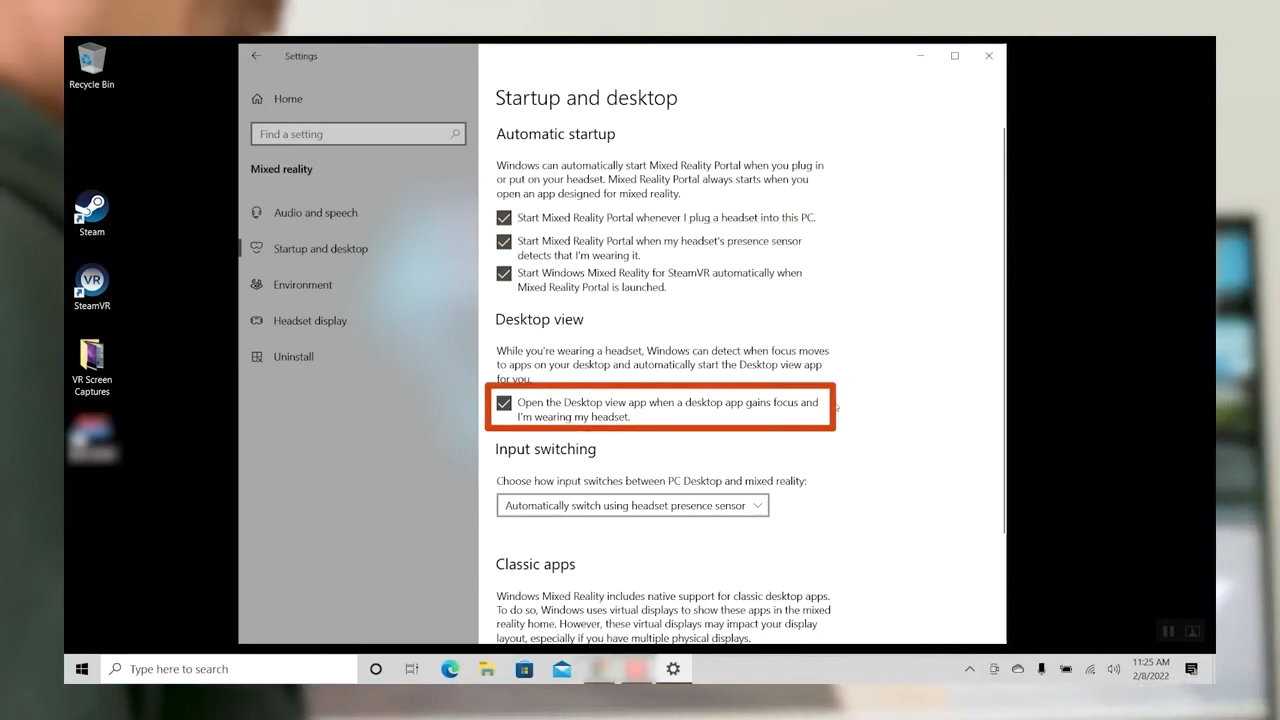 Recycle Bin
Steam
VR
SteamVR
VR Screen
Captures
Settings
Home
Find a setting
Mixed reality
Audio and speech
Startup and desktop
Environment
Headset display
Uninstall
Startup and desktop
Automatic startup
Windows can automatically start Mixed Reality Portal when you plug in
or put on your headset. Mixed Reality Portal always starts when you
open an app designed for mixed reality.
Start Mixed Reality Portal whenever I plug a headset into this PC.
Start Mixed Reality Portal when my headset's presence sensor
detects that I'm wearing it.
Start Windows Mixed Reality for SteamVR automatically when
Mixed Reality Portal is launched.
Desktop view
While you're wearing a headset, Windows can detect when focus moves
to apps on your desktop and automatically start the Desktop view app
for you.
Open the Desktop view app when a desktop app gains focus and
I'm wearing my headset.
Input switching
Choose how input switches between PC Desktop and mixed reality:
Automatically switch using headset presence sensor
Classic apps
Windows Mixed Reality includes native support for classic desktop apps.
To do so, Windows uses virtual displays to show these apps in the mixed
reality home. However, these virtual displays may impact your display
layout, especially if you have multiple physical displays.
Type here to search
11:25 AM
2/8/2022